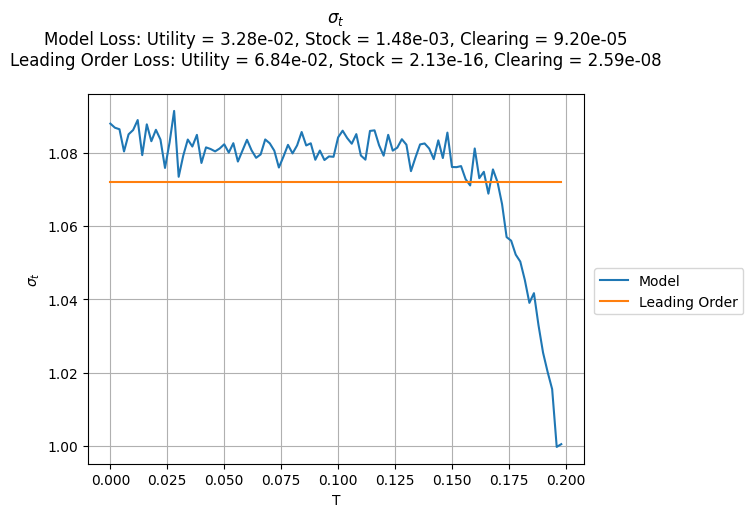 σt
Model Loss: Utility = 3.28e-02, Stock = 1.48e-03, Clearing = 9.20e-05
Leading Order Loss: Utility = 6.84e-02, Stock = 2.13e-16, Clearing = 2.59e-08
1.08
1.06
1.04
1.02
1.00
σt
0.000 0.025 0.050 0.075 0.100 0.125 0.150 0.175 0.200
T
Model
Leading Order